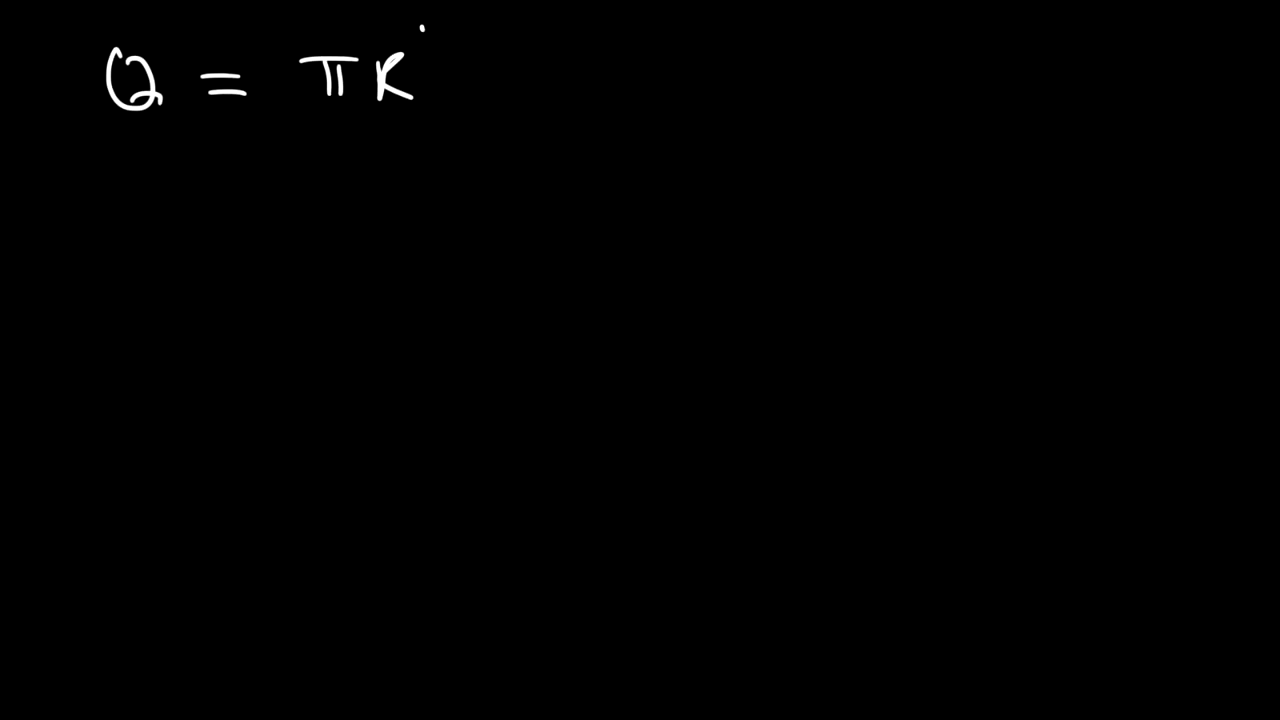 Q = πR